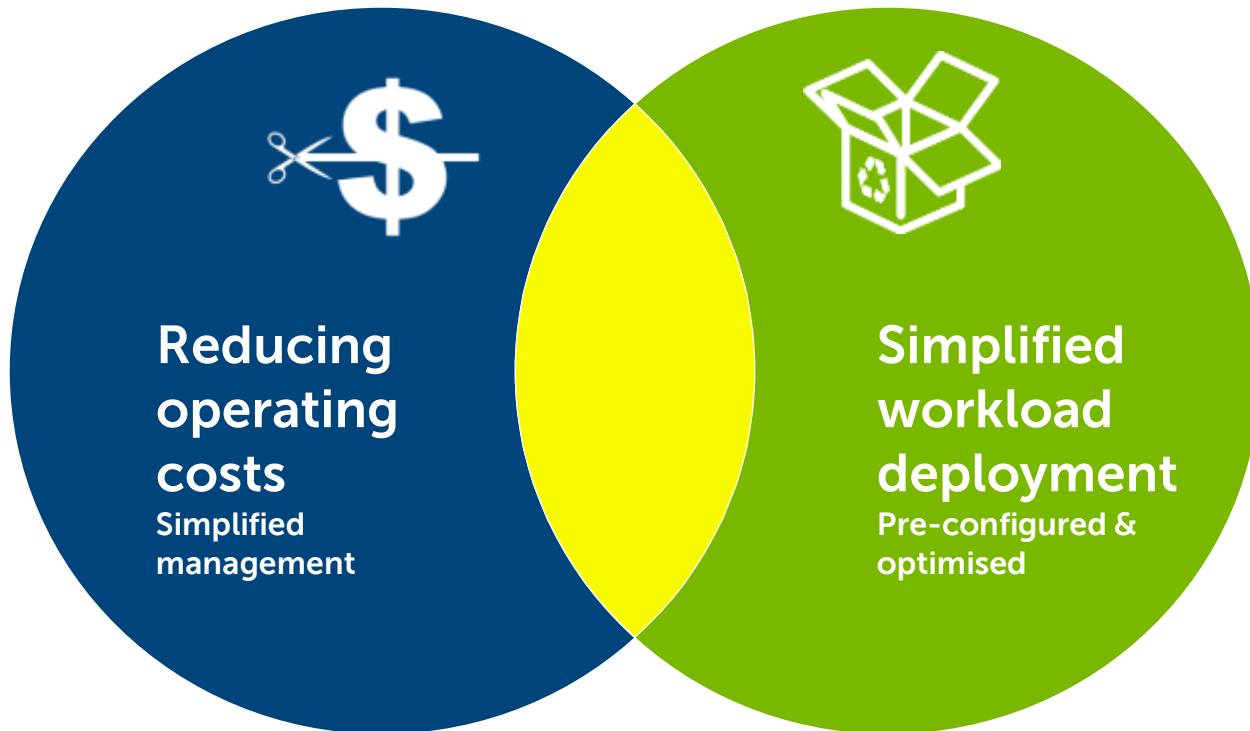 Reducing
operating
costs
Simplified
management
Simplified
workload
deployment
Pre-configured &
optimised